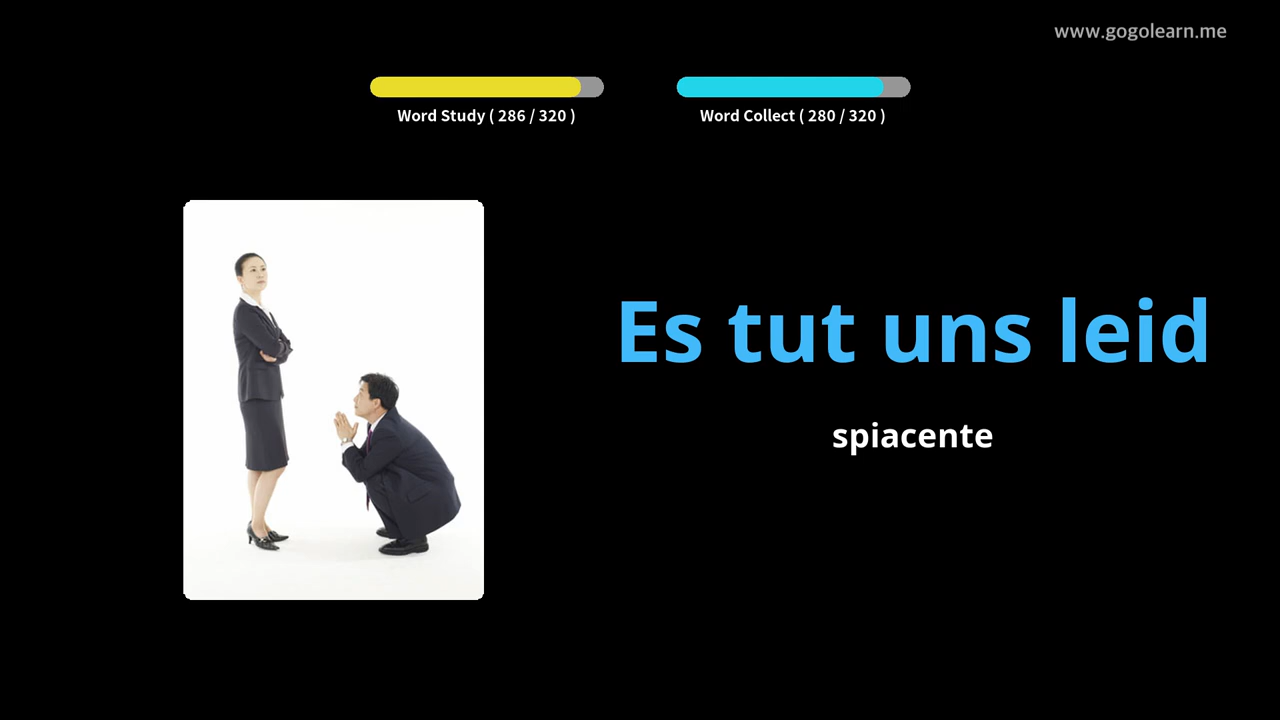 www.gogolearn.me
Word Study ( 286 / 320 )
Word Collect ( 280 / 320 )
Es tut uns leid
spiacente